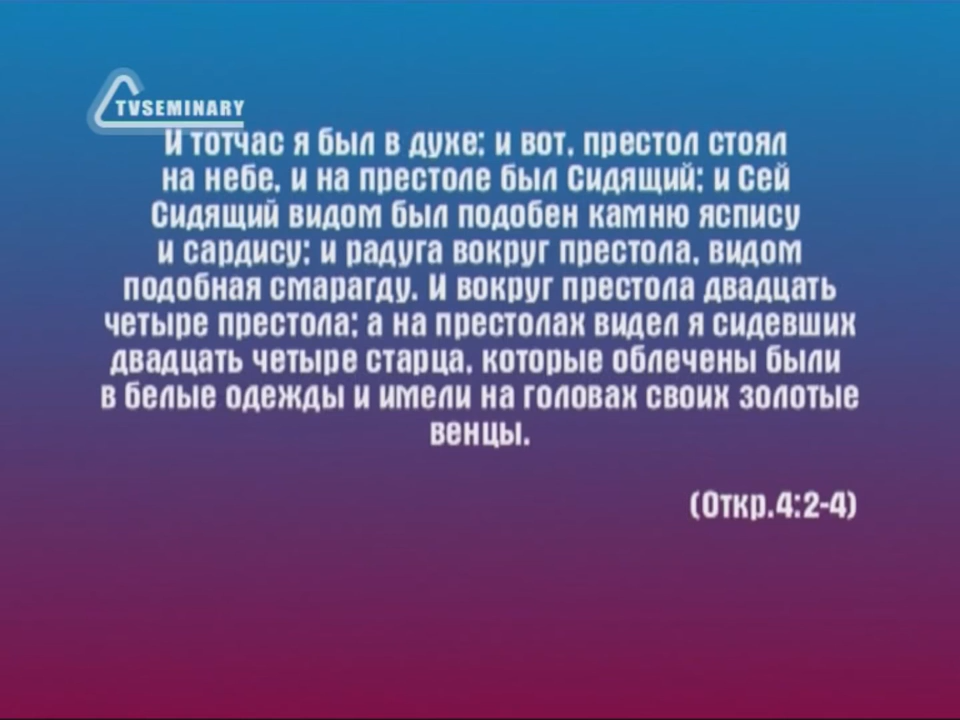 TVSEMINARY
И тотчас я был в духе; и вот, престол стоял
на небе, и на престоле был Сидящий; и Сей
Сидящий видом был подобен камню яспису
и сардису; и радуга вокруг престола, видом
подобная смарагду. И вокруг престола двадцать
четыре престола; а на престолах видел я сидевших
двадцать четыре старца, которые облечены были
в белые одежды и имели на головах своих золотые
венцы.
(Откр.4:2-4)